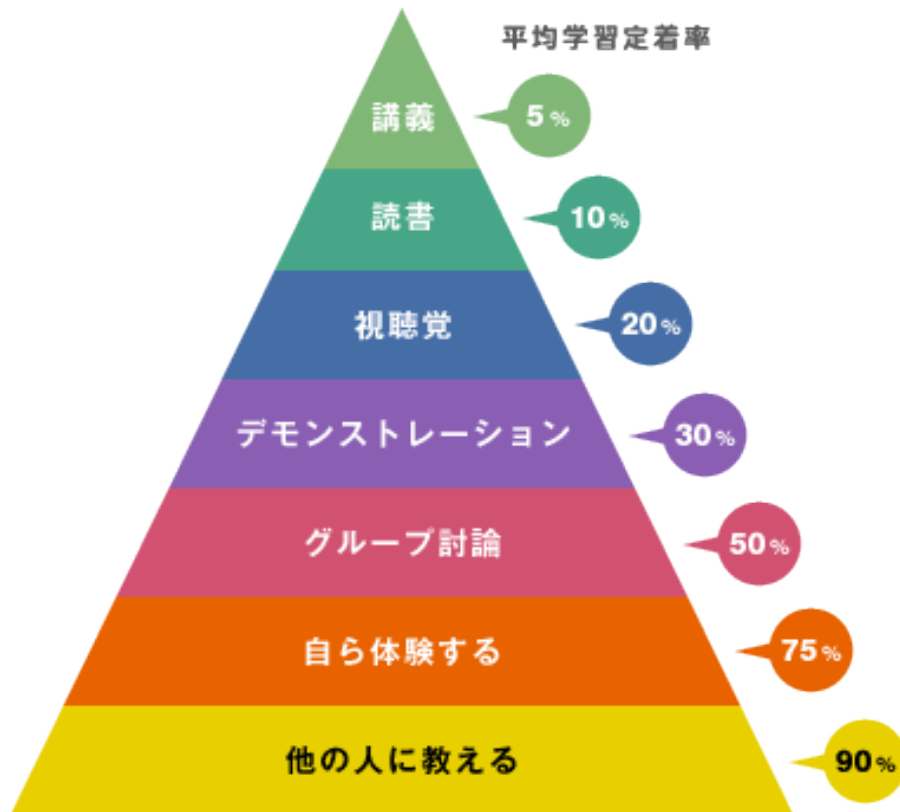 平均学習定着率
講義
5%
読書
10%
視聴覚
20%
デモンストレーション
30%
グループ討論
50%
自ら体験する
75%
他の人に教える
90%